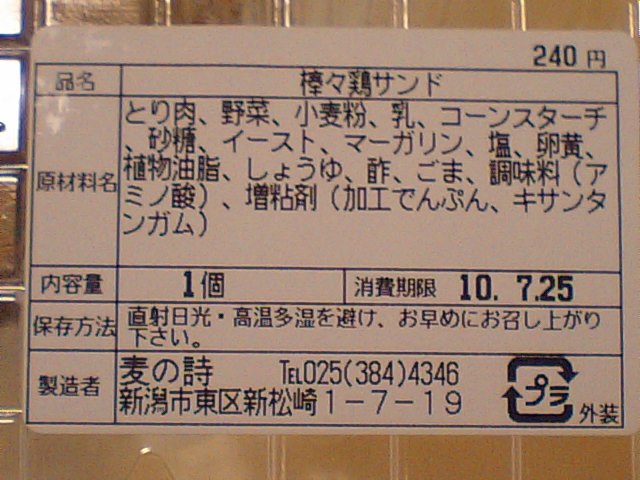 240 円
品名 棒々鶏サンド
原材料名 とり肉、野菜、小麦粉、乳、コーンスターチ
、砂糖、イースト、マーガリン、塩、卵黄、
植物油脂、しょうゆ、酢、ごま、調味料（ア
ミノ酸）、増粘剤（加工でんぷん、キサンタ
ンガム）
内容量 1個 消費期限 10. 7.25
保存方法 直射日光・高温多湿を避け、お早めにお召し上がり
下さい。
製造者 麦の詩 TEL025(384)4346
新潟市東区新松崎1－7－19
プラ 外装